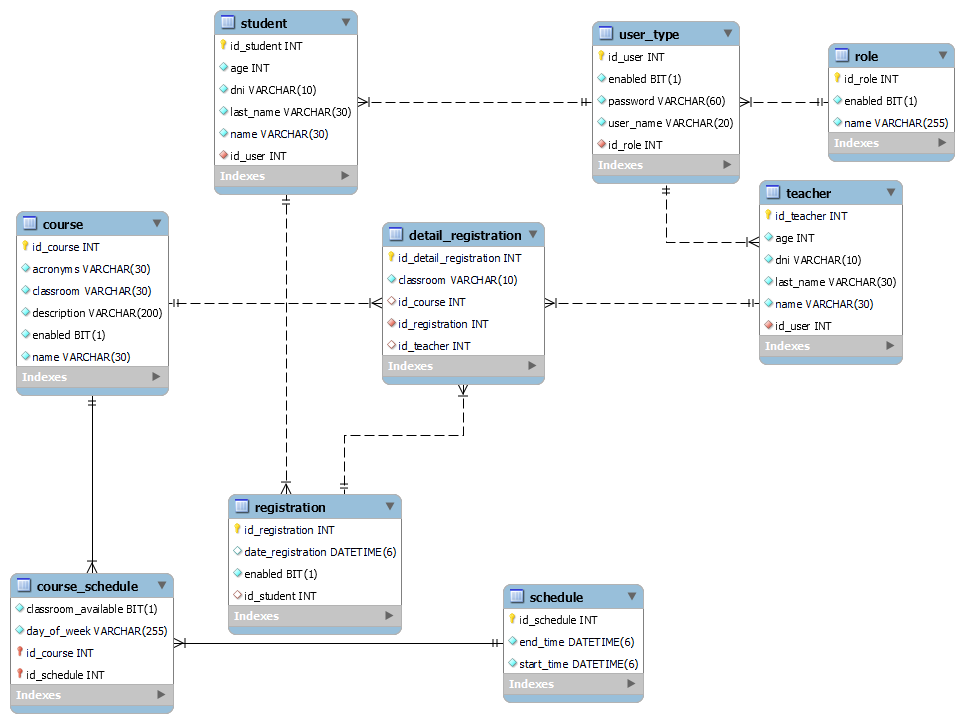 student
id_student INT
age INT
dni VARCHAR(10)
last_name VARCHAR(30)
name VARCHAR(30)
id_user INT
Indexes
user_type
id_user INT
enabled BIT(1)
password VARCHAR(60)
user_name VARCHAR(20)
id_role INT
Indexes
role
id_role INT
enabled BIT(1)
name VARCHAR(255)
Indexes
teacher
id_teacher INT
age INT
dni VARCHAR(10)
last_name VARCHAR(30)
name VARCHAR(30)
id_user INT
Indexes
course
id_course INT
acronyms VARCHAR(30)
classroom VARCHAR(30)
description VARCHAR(200)
enabled BIT(1)
name VARCHAR(30)
Indexes
detail_registration
id_detail_registration INT
classroom VARCHAR(10)
id_course INT
id_registration INT
id_teacher INT
Indexes
registration
id_registration INT
date_registration DATETIME(6)
enabled BIT(1)
id_student INT
Indexes
course_schedule
classroom_available BIT(1)
day_of_week VARCHAR(255)
id_course INT
id_schedule INT
Indexes
schedule
id_schedule INT
end_time DATETIME(6)
start_time DATETIME(6)
Indexes